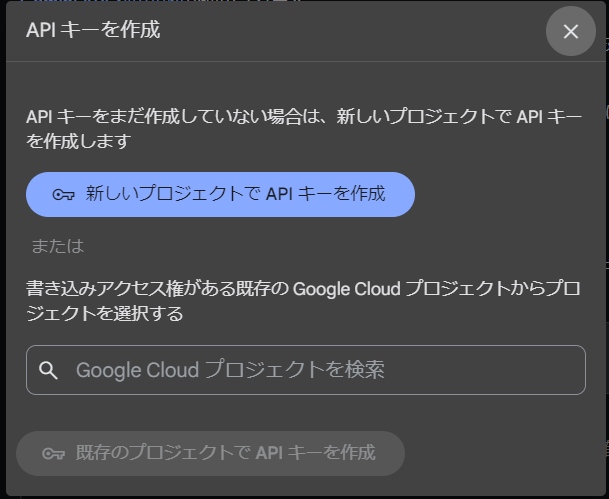 API キーを作成
API キーをまだ作成していない場合は、新しいプロジェクトで API キー
を作成します
新しいプロジェクトで API キーを作成
または
書き込みアクセス権がある既存の Google Cloud プロジェクトからプロ
ジェクトを選択する
Google Cloud プロジェクトを検索
既存のプロジェクトで API キーを作成